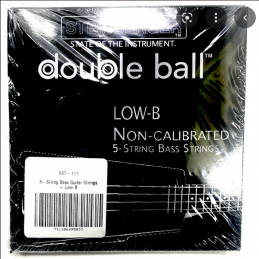 STEINBERGER™
STATE OF THE INSTRUMENT.
double ball™
LOW-B
NON-CALIBRATED
5-STRING BASS STRINGS
SST-111
5-String Bass Guitar Strings
- Low B